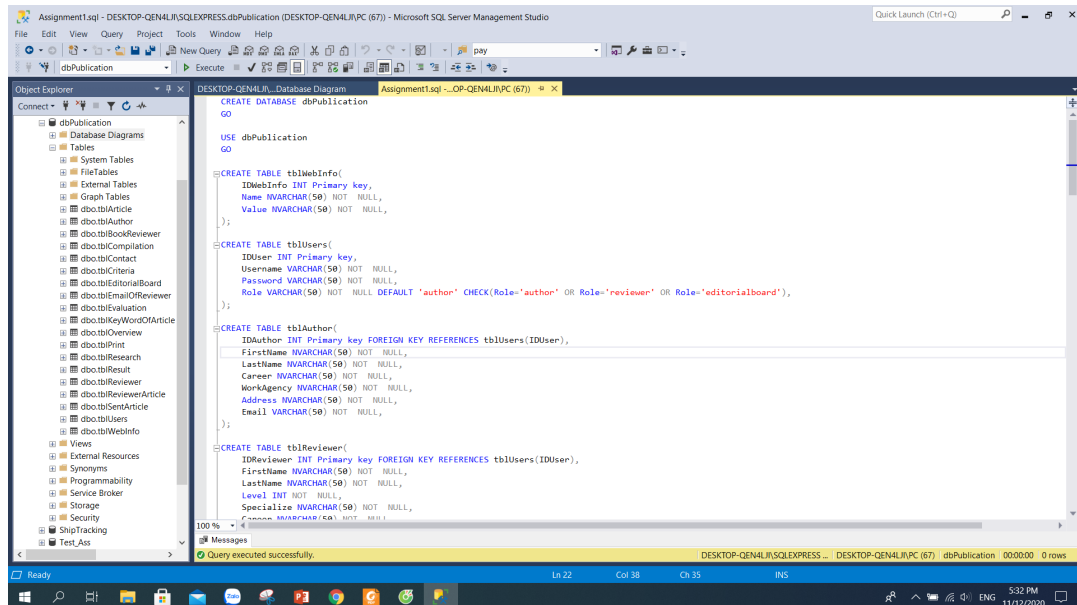 Assignment1.sql - DESKTOP-QEN4LJI\SQLEXPRESS.dbPublication (DESKTOP-QEN4LJI\PC (67)) - Microsoft SQL Server Management Studio
Quick Launch (Ctrl+Q)
File Edit View Query Project Tools Window Help
New Query
pay
dbPublication
Execute
Object Explorer
DESKTOP-QEN4LJI\...Database Diagram
Assignment1.sql -...OP-QEN4LJI\PC (67))
Connect
dbPublication
Database Diagrams
Tables
System Tables
FileTables
External Tables
Graph Tables
dbo.tblArticle
dbo.tblAuthor
dbo.tblBookReviewer
dbo.tblCompilation
dbo.tblContact
dbo.tblCriteria
dbo.tblEditorialBoard
dbo.tblEmailOfReviewer
dbo.tblEvaluation
dbo.tblKeyWordOfArticle
dbo.tblOverview
dbo.tblPrint
dbo.tblResearch
dbo.tblResult
dbo.tblReviewer
dbo.tblReviewerArticle
dbo.tblSentArticle
dbo.tblUsers
dbo.tblWebInfo
Views
External Resources
Synonyms
Programmability
Service Broker
Storage
Security
ShipTracking
Test_Ass
CREATE DATABASE dbPublication
GO
USE dbPublication
GO
CREATE TABLE tblWebInfo(
IDWebInfo INT Primary key,
Name NVARCHAR(50) NOT NULL,
Value NVARCHAR(50) NOT NULL,
);
CREATE TABLE tblUsers(
IDUser INT Primary key,
Username VARCHAR(50) NOT NULL,
Password VARCHAR(50) NOT NULL,
Role VARCHAR(50) NOT NULL DEFAULT 'author' CHECK(Role='author' OR Role='reviewer' OR Role='editorialboard'),
);
CREATE TABLE tblAuthor(
IDAuthor INT Primary key FOREIGN KEY REFERENCES tblUsers(IDUser),
FirstName NVARCHAR(50) NOT NULL,
LastName NVARCHAR(50) NOT NULL,
Career NVARCHAR(50) NOT NULL,
WorkAgency NVARCHAR(50) NOT NULL,
Address NVARCHAR(50) NOT NULL,
Email VARCHAR(50) NOT NULL,
);
CREATE TABLE tblReviewer(
IDReviewer INT Primary key FOREIGN KEY REFERENCES tblUsers(IDUser),
FirstName NVARCHAR(50) NOT NULL,
LastName NVARCHAR(50) NOT NULL,
Level INT NOT NULL,
Specialize NVARCHAR(50) NOT NULL,
Career NVARCHAR(50) NOT NULL
100 %
Messages
Query executed successfully.
DESKTOP-QEN4LJI\SQLEXPRESS ... DESKTOP-QEN4LJI\PC (67) dbPublication 00:00:00 0 rows
Ready Ln 22 Col 38 Ch 35 INS
Zalo
ENG
5:32 PM
11/12/2020